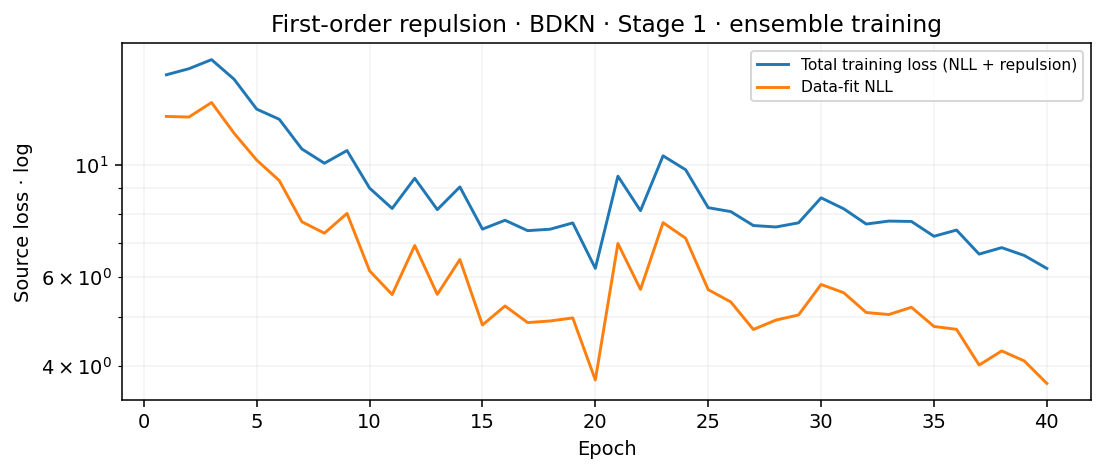 First-order repulsion · BDKN · Stage 1 · ensemble training
Total training loss (NLL + repulsion)
Data-fit NLL
Source loss · log
10¹
6 × 10⁰
4 × 10⁰
0 5 10 15 20 25 30 35 40
Epoch